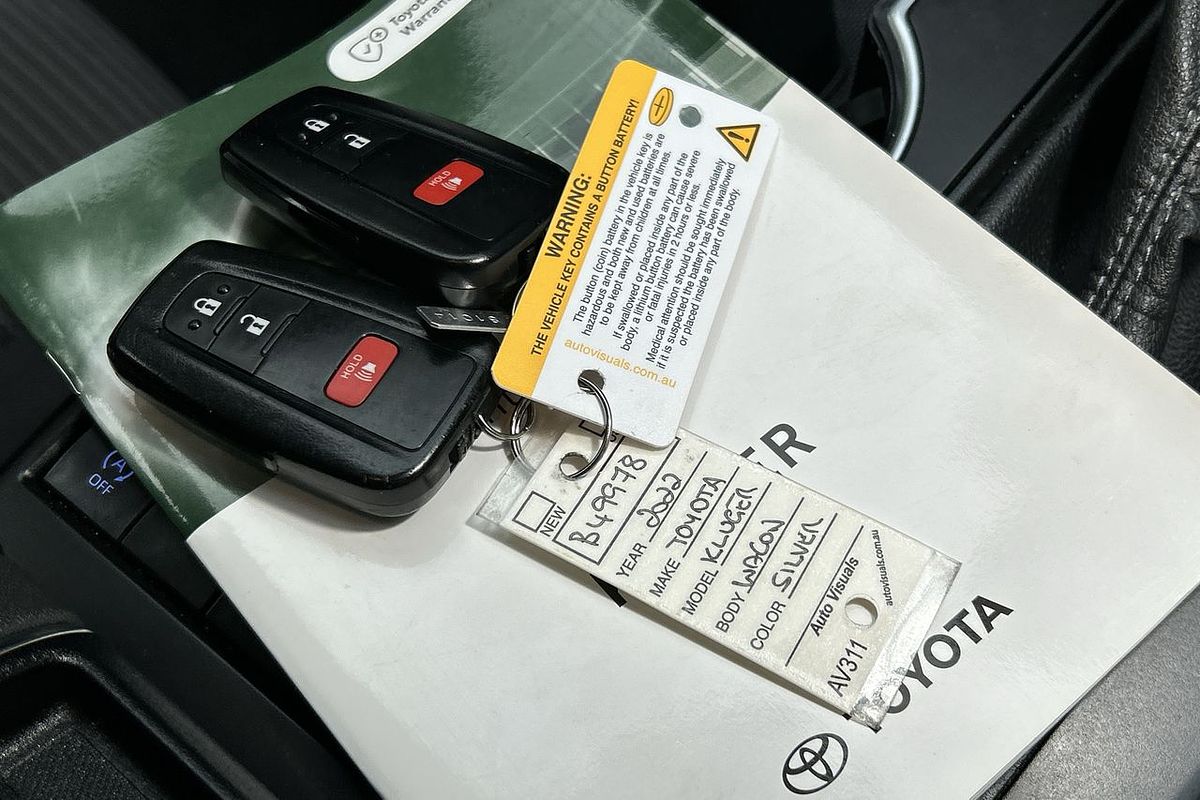 Toyota
Warran
HOLD
HOLD
WARNING:
THE VEHICLE KEY CONTAINS A BUTTON BATTERY!
The button (coin) battery in the vehicle key is
hazardous and both new and used batteries are
to be kept away from children at all times.
If swallowed or placed inside any part of the
body, a lithium button battery can cause severe
or fatal injuries in 2 hours or less.
Medical attention should be sought immediately
if it is suspected the battery has been swallowed
or placed inside any part of the body.
autovisuals.com.au
NEW
B49978
YEAR 2022
MAKE TOYOTA
MODEL KLUGER
BODY WAGON
COLOR SILVER
Auto Visuals
autovisuals.com.au
AV311
ER
TOYOTA
A
OFF